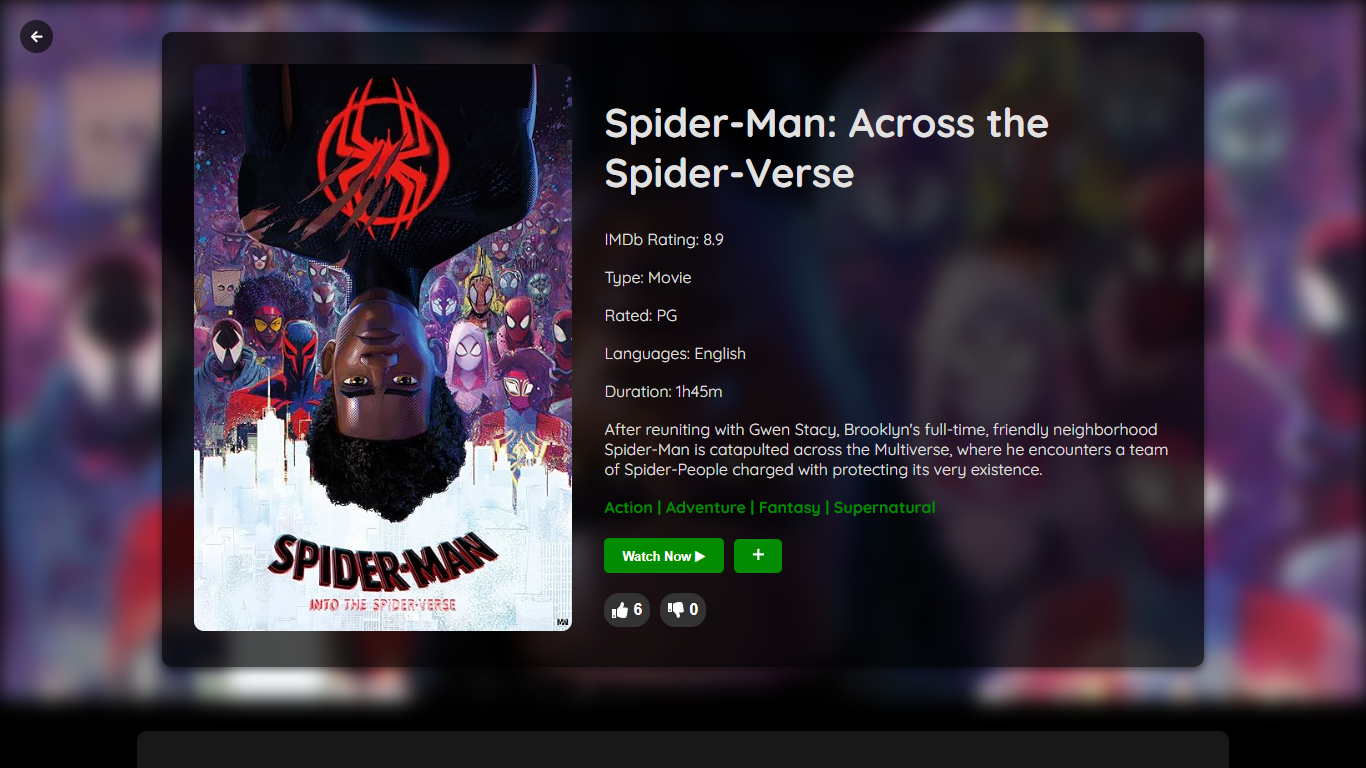 Spider-Man: Across the
Spider-Verse
IMDb Rating: 8.9
Type: Movie
Rated: PG
Languages: English
Duration: 1h45m
After reuniting with Gwen Stacy, Brooklyn's full-time, friendly neighborhood
Spider-Man is catapulted across the Multiverse, where he encounters a team
of Spider-People charged with protecting its very existence.
Action | Adventure | Fantasy | Supernatural
Watch Now
+
6 0
SPIDER-MAN
INTO THE SPIDER-VERSE